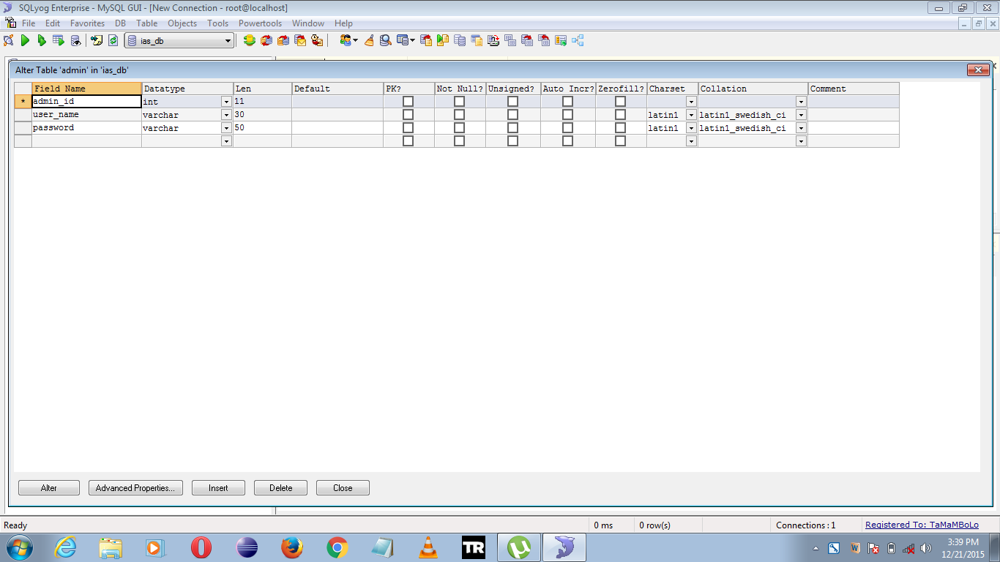 SQLyog Enterprise - MySQL GUI - [New Connection - root@localhost]
File Edit Favorites DB Table Objects Tools Powertools Window Help
ias_db
Alter Table 'admin' in 'ias_db'
Field Name Datatype Len Default PK? Not Null? Unsigned? Auto Incr? Zerofill? Charset Collation Comment
* admin_id int 11
user_name varchar 30 latin1 latin1_swedish_ci
password varchar 50 latin1 latin1_swedish_ci
Alter Advanced Properties... Insert Delete Close
Ready 0 ms 0 row(s) Connections : 1 Registered To: TaMaMBoLo
TR W 3:39 PM
12/21/2015